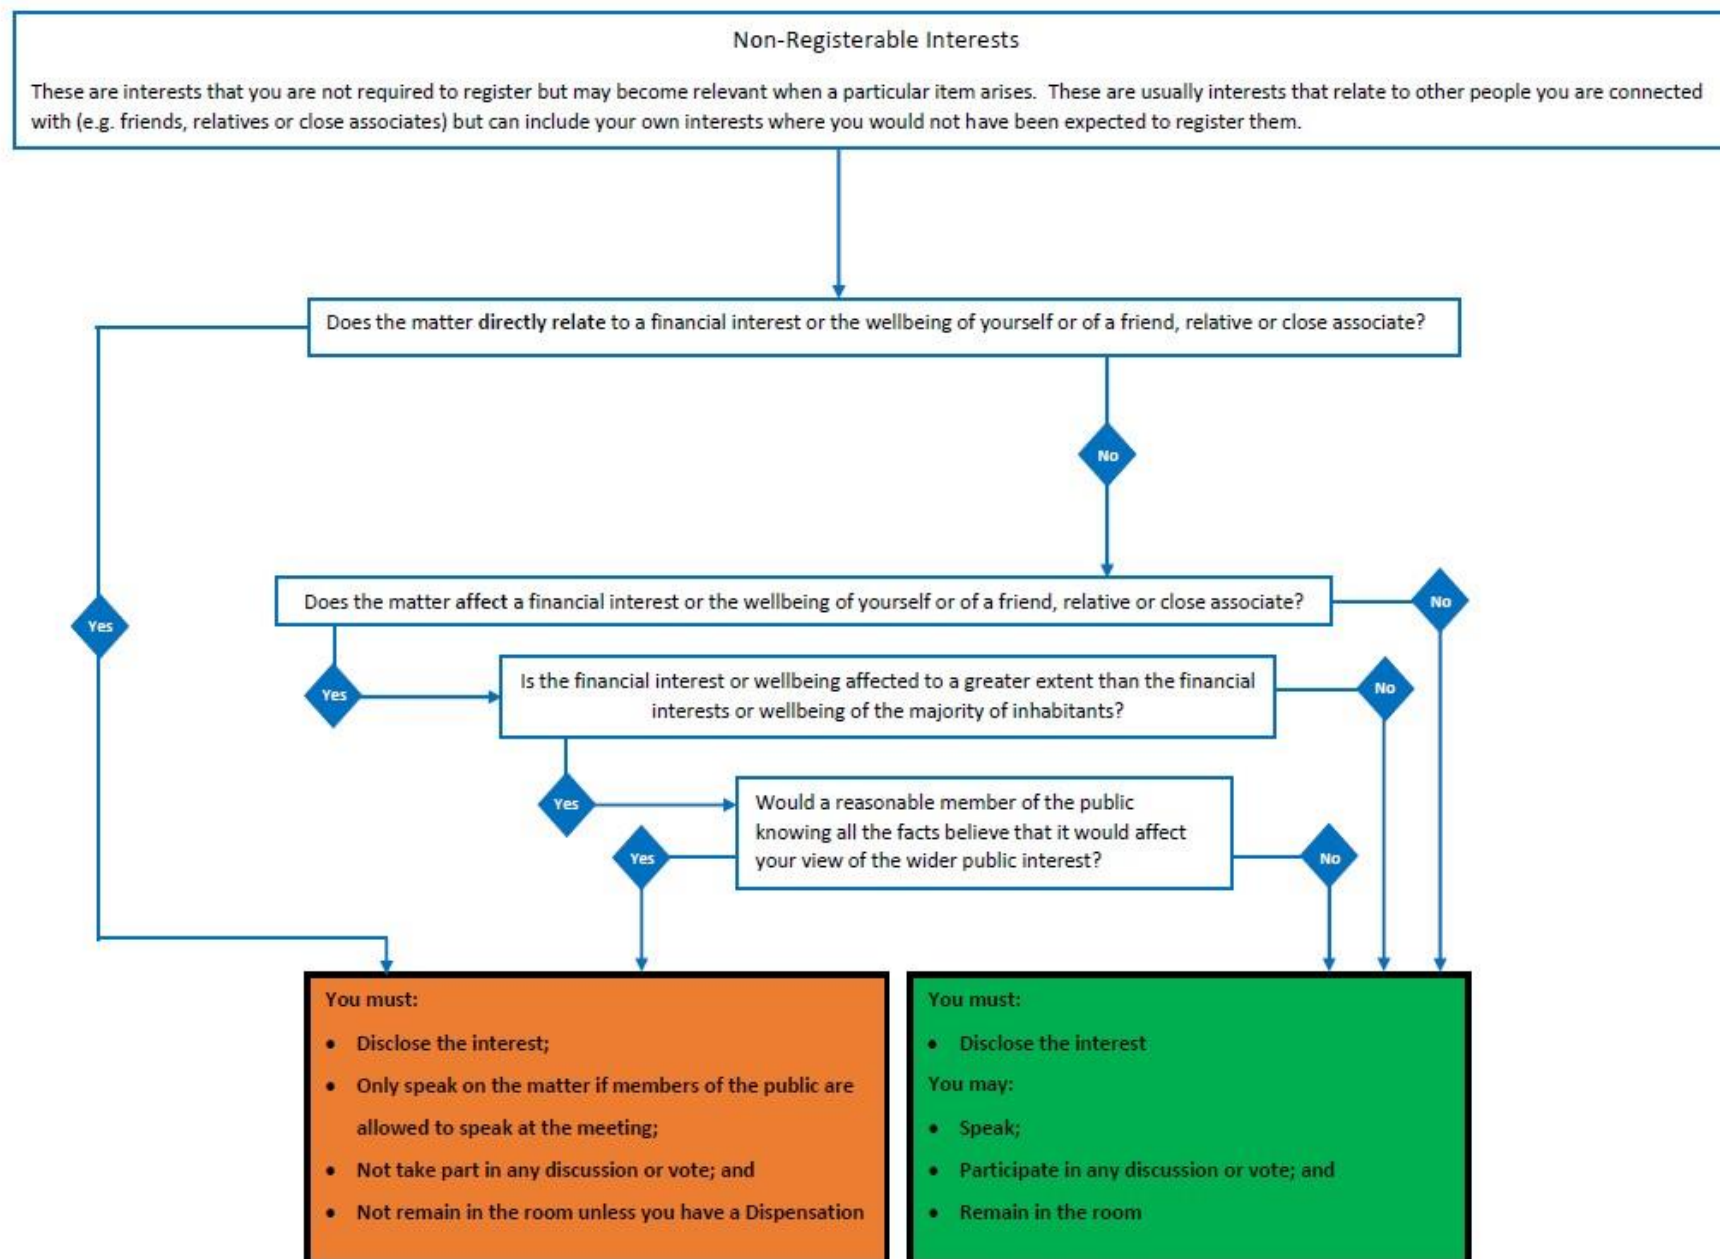 Non-Registerable Interests
These are interests that you are not required to register but may become relevant when a particular item arises.  These are usually interests that relate to other people you are connected
with (e.g. friends, relatives or close associates) but can include your own interests where you would not have been expected to register them.
Does the matter directly relate to a financial interest or the wellbeing of yourself or of a friend, relative or close associate?
No
Does the matter affect a financial interest or the wellbeing of yourself or of a friend, relative or close associate?
No
Yes
Yes
Is the financial interest or wellbeing affected to a greater extent than the financial
interests or wellbeing of the majority of inhabitants?
No
Yes
Would a reasonable member of the public
knowing all the facts believe that it would affect
your view of the wider public interest?
Yes
No
You must:
• Disclose the interest;
• Only speak on the matter if members of the public are
allowed to speak at the meeting;
• Not take part in any discussion or vote; and
• Not remain in the room unless you have a Dispensation
You must:
• Disclose the interest
You may:
• Speak;
• Participate in any discussion or vote; and
• Remain in the room